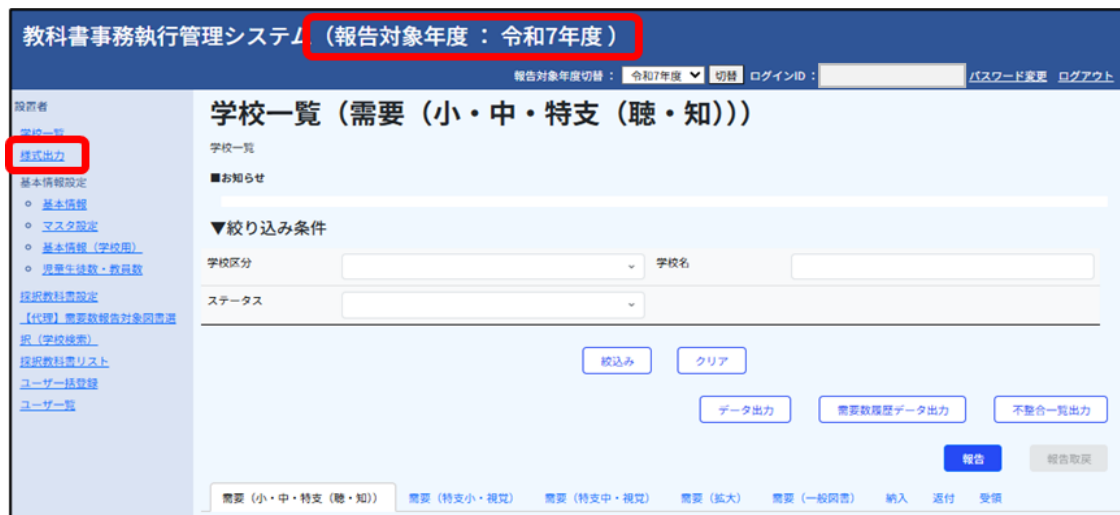 教科書事務執行管理システム（報告対象年度 ： 令和7年度 ）
報告対象年度切替： 令和7年度 切替 ログインID： パスワード変更 ログアウト
設置者
学校一覧
様式出力
基本情報設定
基本情報
マスタ設定
基本情報（学校用）
児童生徒数・教員数
採択教科書設定
【代理】需要数報告対象図書選
択（学校検索）
採択教科書リスト
ユーザ一括登録
ユーザ一覧
学校一覧（需要（小・中・特支（聴・知）））
学校一覧
■お知らせ
▼絞り込み条件
学校区分 学校名
ステータス
絞込み クリア
データ出力 需要数履歴データ出力 不整合一覧出力
報告 報告取戻
需要（小・中・特支（聴・知）） 需要（特支小・視覚） 需要（特支中・視覚） 需要（拡大） 需要（一般図書） 納入 返付 受領